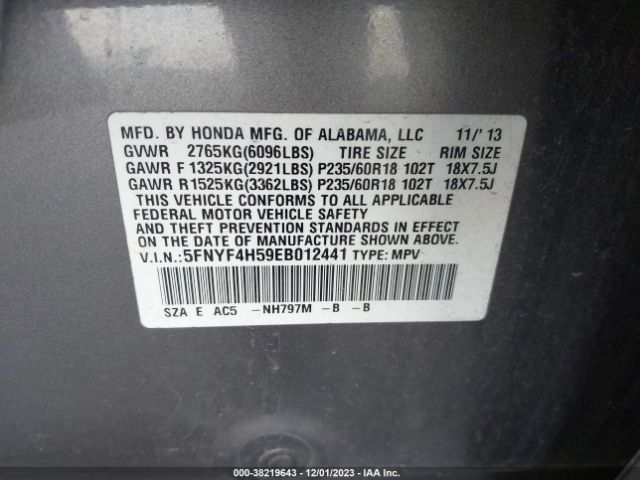 MFD. BY HONDA MFG. OF ALABAMA, LLC 11/'13
GVWR 2765KG(6096LBS) TIRE SIZE RIM SIZE
GAWR F 1325KG(2921LBS) P235/60R18 102T 18X7.5J
GAWR R1525KG(3362LBS) P235/60R18 102T 18X7.5J
THIS VEHICLE CONFORMS TO ALL APPLICABLE
FEDERAL MOTOR VEHICLE SAFETY
AND THEFT PREVENTION STANDARDS IN EFFECT
ON THE DATE OF MANUFACTURE SHOWN ABOVE.
V.I.N.:5FNYF4H59EB012441 TYPE: MPV
SZA E AC5 -NH797M -B -B
000-38219643 - 12/01/2023 - IAA Inc.